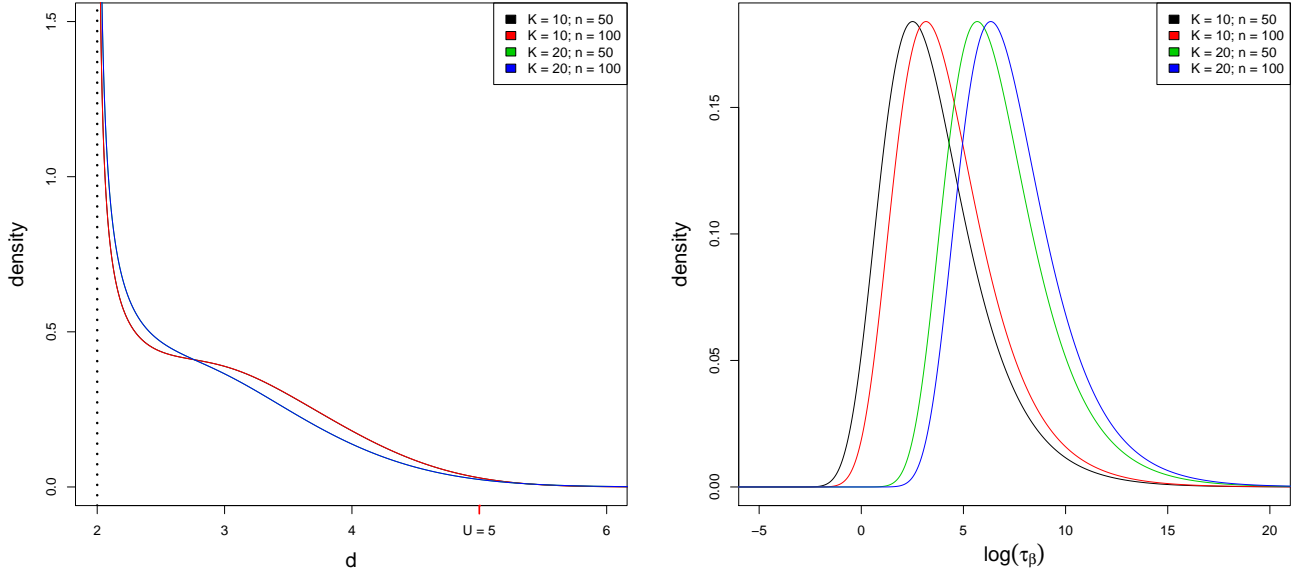 K = 10; n = 50
K = 10; n = 100
K = 20; n = 50
K = 20; n = 100
density
0.0
0.5
1.0
1.5
2
3
4
U = 5
6
d
K = 10; n = 50
K = 10; n = 100
K = 20; n = 50
K = 20; n = 100
density
0.00
0.05
0.10
0.15
−5
0
5
10
15
20
log(τβ)